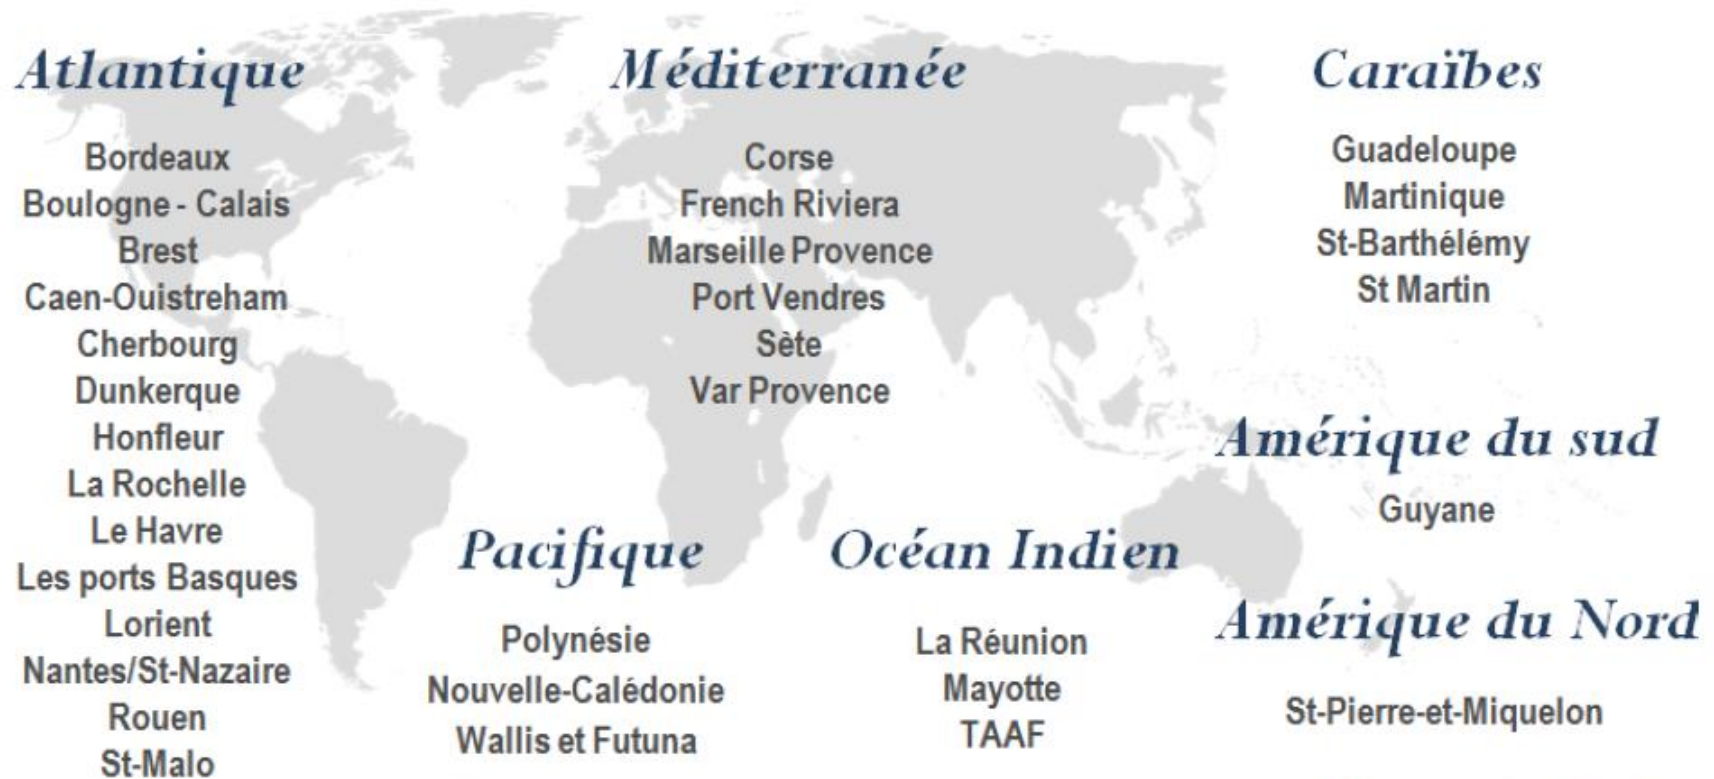 Atlantique
Bordeaux
Boulogne - Calais
Brest
Caen-Ouistreham
Cherbourg
Dunkerque
Honfleur
La Rochelle
Le Havre
Les ports Basques
Lorient
Nantes/St-Nazaire
Rouen
St-Malo
Méditerranée
Corse
French Riviera
Marseille Provence
Port Vendres
Sète
Var Provence
Caraïbes
Guadeloupe
Martinique
St-Barthélémy
St Martin
Amérique du sud
Guyane
Pacifique
Polynésie
Nouvelle-Calédonie
Wallis et Futuna
Océan Indien
La Réunion
Mayotte
TAAF
Amérique du Nord
St-Pierre-et-Miquelon